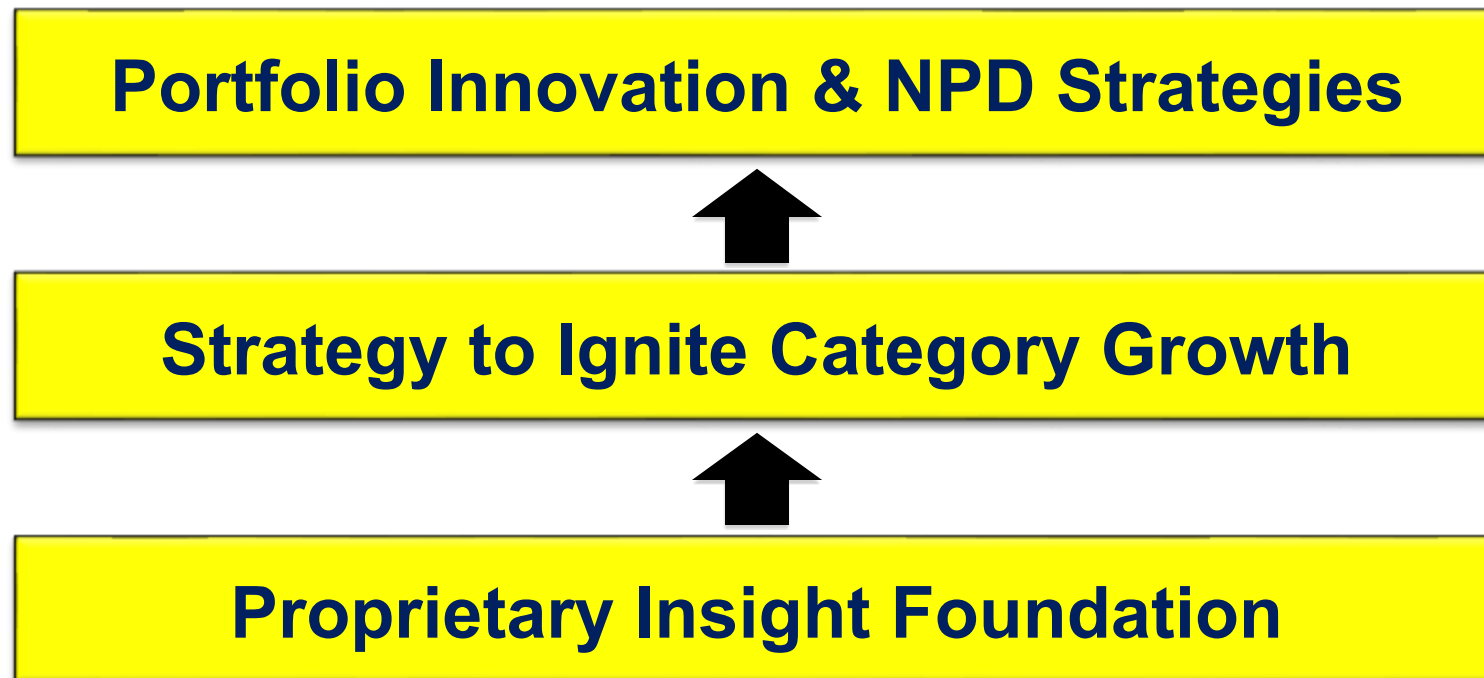 Portfolio Innovation & NPD Strategies
Strategy to Ignite Category Growth
Proprietary Insight Foundation